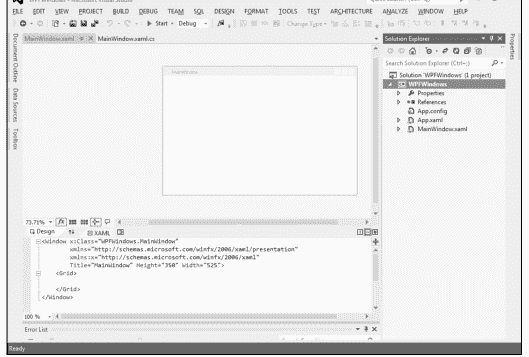 FILE EDIT VIEW PROJECT BUILD DEBUG TEAM SQL DESIGN FORMAT TOOLS TEST ARCHITECTURE ANALYZE WINDOW HELP
Start Debug Change Type
MainWindow.xaml MainWindow.xaml.cs
Document Outline
Data Sources
Toolbox
MainWindow
Solution Explorer
Search Solution Explorer (Ctrl+;)
Solution 'WPFWindows' (1 project)
WPFWindows
Properties
References
App.config
App.xaml
MainWindow.xaml
Properties
73.71%
Design XAML
<Window x:Class="WPFWindows.MainWindow"
xmlns="http://schemas.microsoft.com/winfx/2006/xaml/presentation"
xmlns:x="http://schemas.microsoft.com/winfx/2006/xaml"
Title="MainWindow" Height="350" Width="525">
<Grid>
</Grid>
</Window>
100 %
Error List
Ready